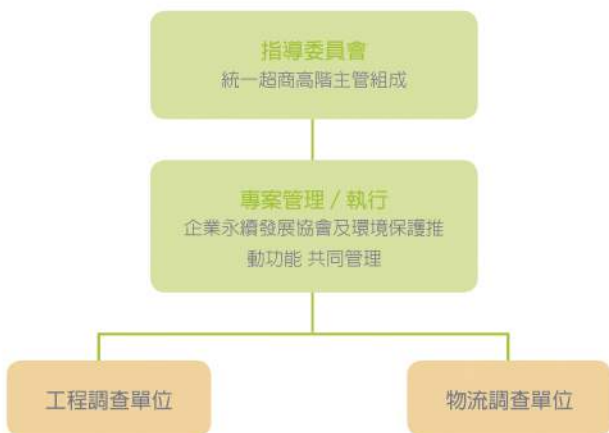 指導委員會
統一超商高階主管組成
專案管理 / 執行
企業永續發展協會及環境保護推
動功能 共同管理
工程調查單位
物流調查單位